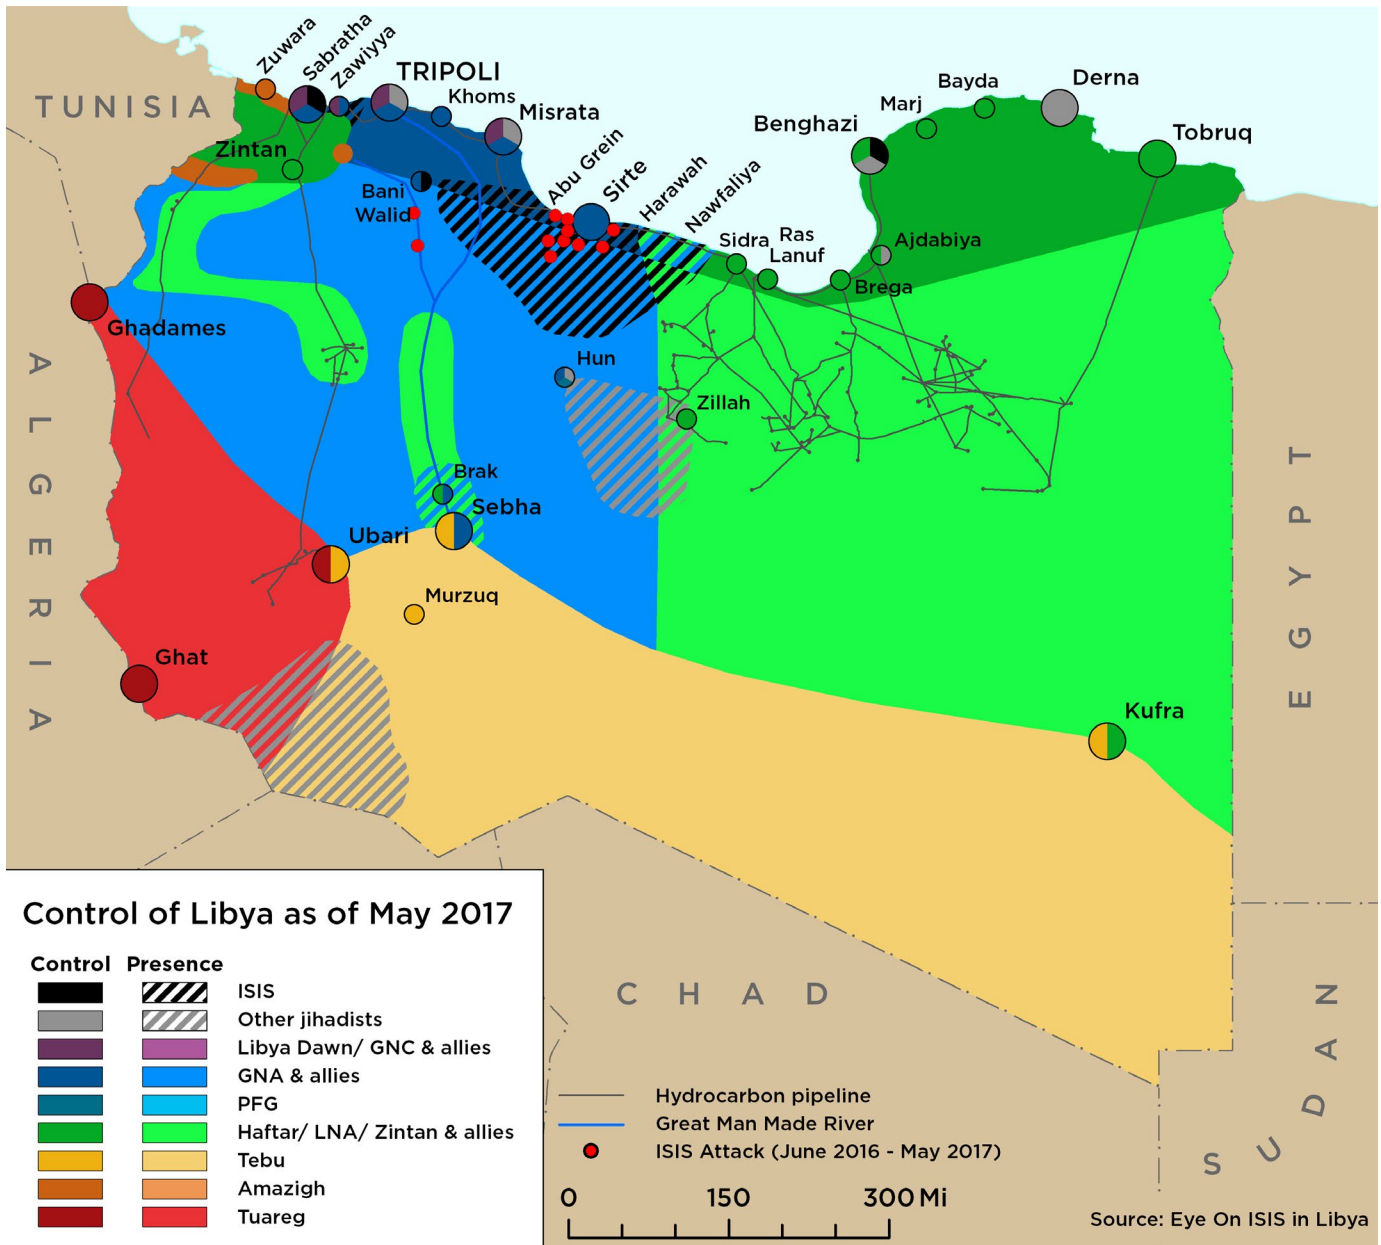 Zuwara
Sabratha
Zawiyya
TRIPOLI
Khoms
Misrata
TUNISIA
Zintan
Bani
Walid
Abu Grein
Sirte
Harawah
Nawfaliya
Sidra
Ras
Lanuf
Brega
Ajdabiya
Benghazi
Marj
Bayda
Derna
Tobruq
Ghadames
Hun
Zillah
Brak
Sebha
Ubari
Murzuq
Ghat
Kufra
ALGERIA
EGYPT
CHAD
SUDAN
Control of Libya as of May 2017
Control Presence
ISIS
Other jihadists
Libya Dawn/ GNC & allies
GNA & allies
PFG
Haftar/ LNA/ Zintan & allies
Tebu
Amazigh
Tuareg
Hydrocarbon pipeline
Great Man Made River
ISIS Attack (June 2016 - May 2017)
0 150 300 Mi
Source: Eye On ISIS in Libya